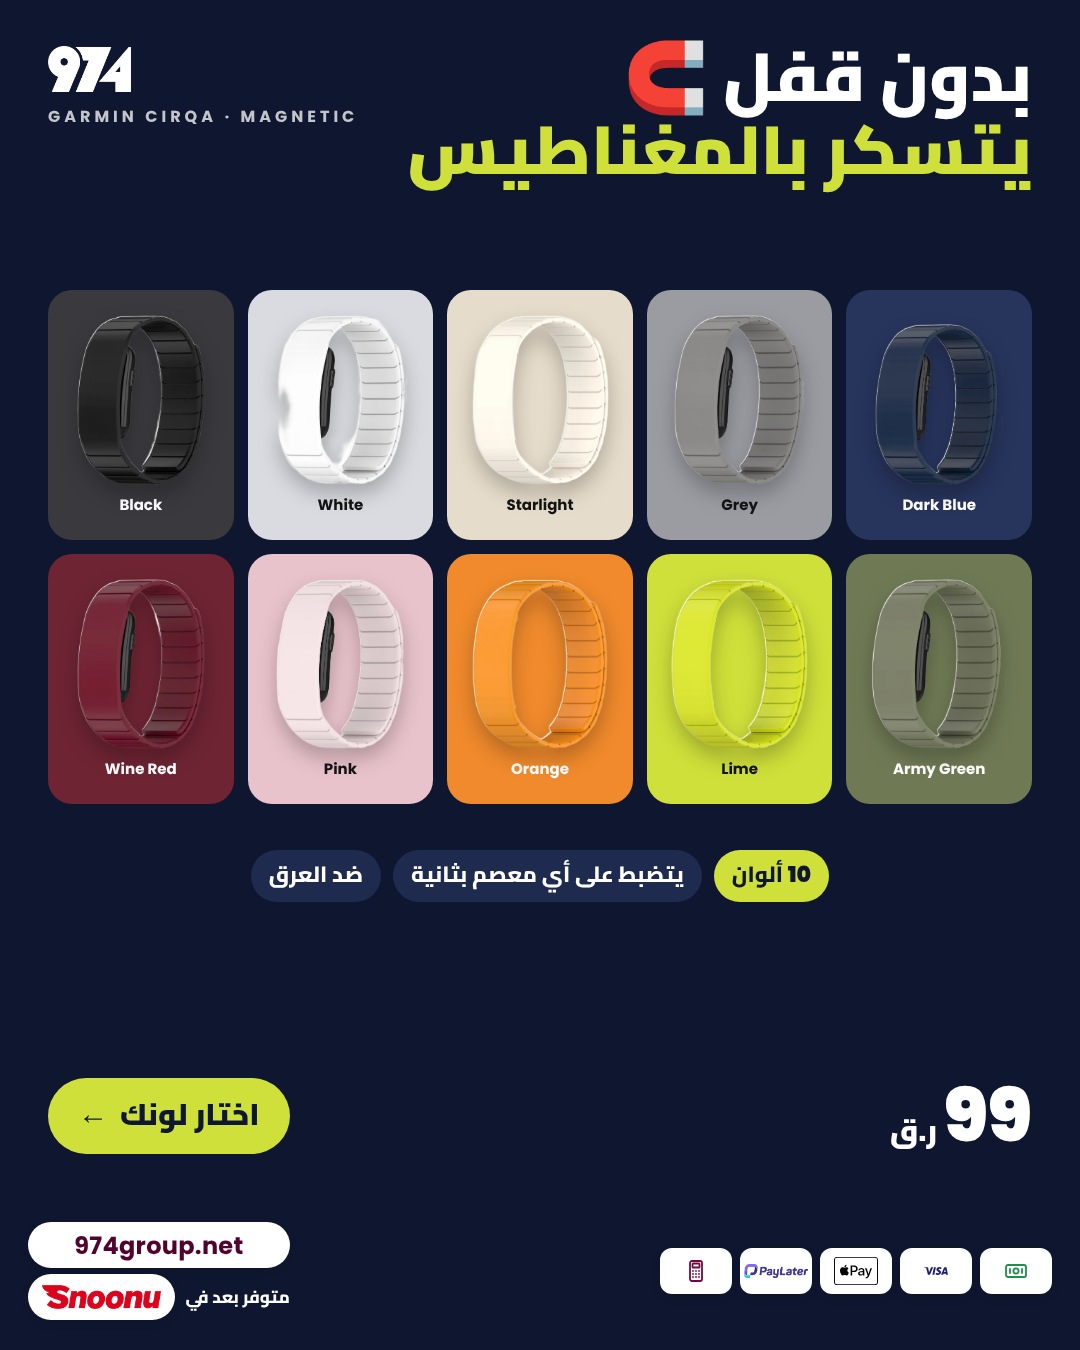 974
GARMIN CIRQA · MAGNETIC
بدون قفل
يتسكر بالمغناطيس
Black
White
Starlight
Grey
Dark Blue
Wine Red
Pink
Orange
Lime
Army Green
10 ألوان
يتضبط على أي معصم بثانية
ضد العرق
99 ر.ق
اختار لونك ←
974group.net
متوفر بعد في Snoonu
PayLater
Pay
VISA